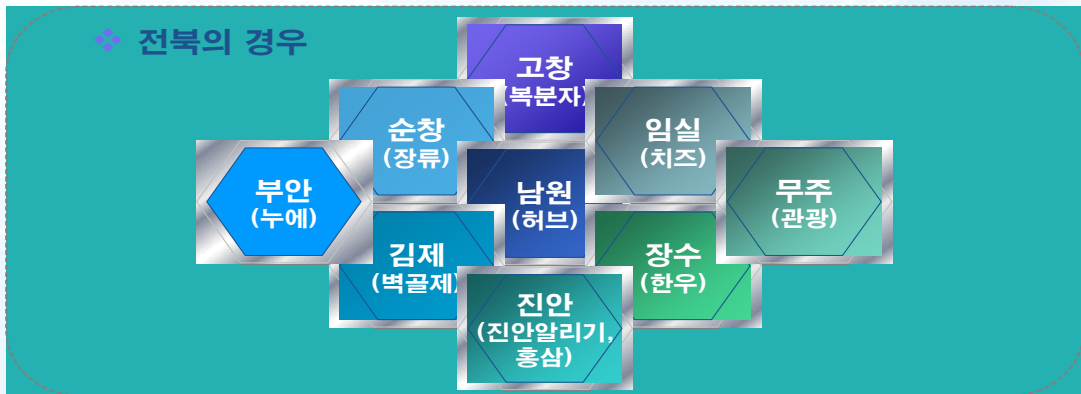 전북의 경우
고창
(복분자)
순창
(장류)
임실
(치즈)
부안
(누에)
남원
(허브)
무주
(관광)
김제
(벽골제)
장수
(한우)
진안
(진안알리기,
홍삼)